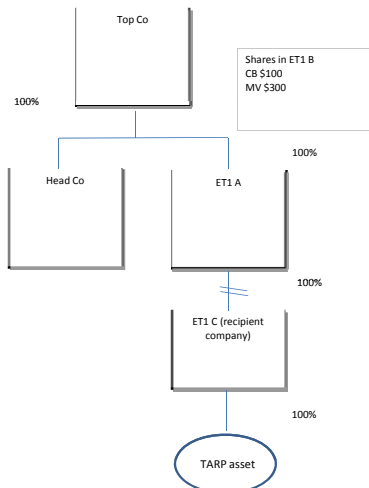 Top Co
Shares in ET1 B
CB $100
MV $300
100%
100%
Head Co
ET1 A
100%
ET1 C (recipient
company)
100%
TARP asset